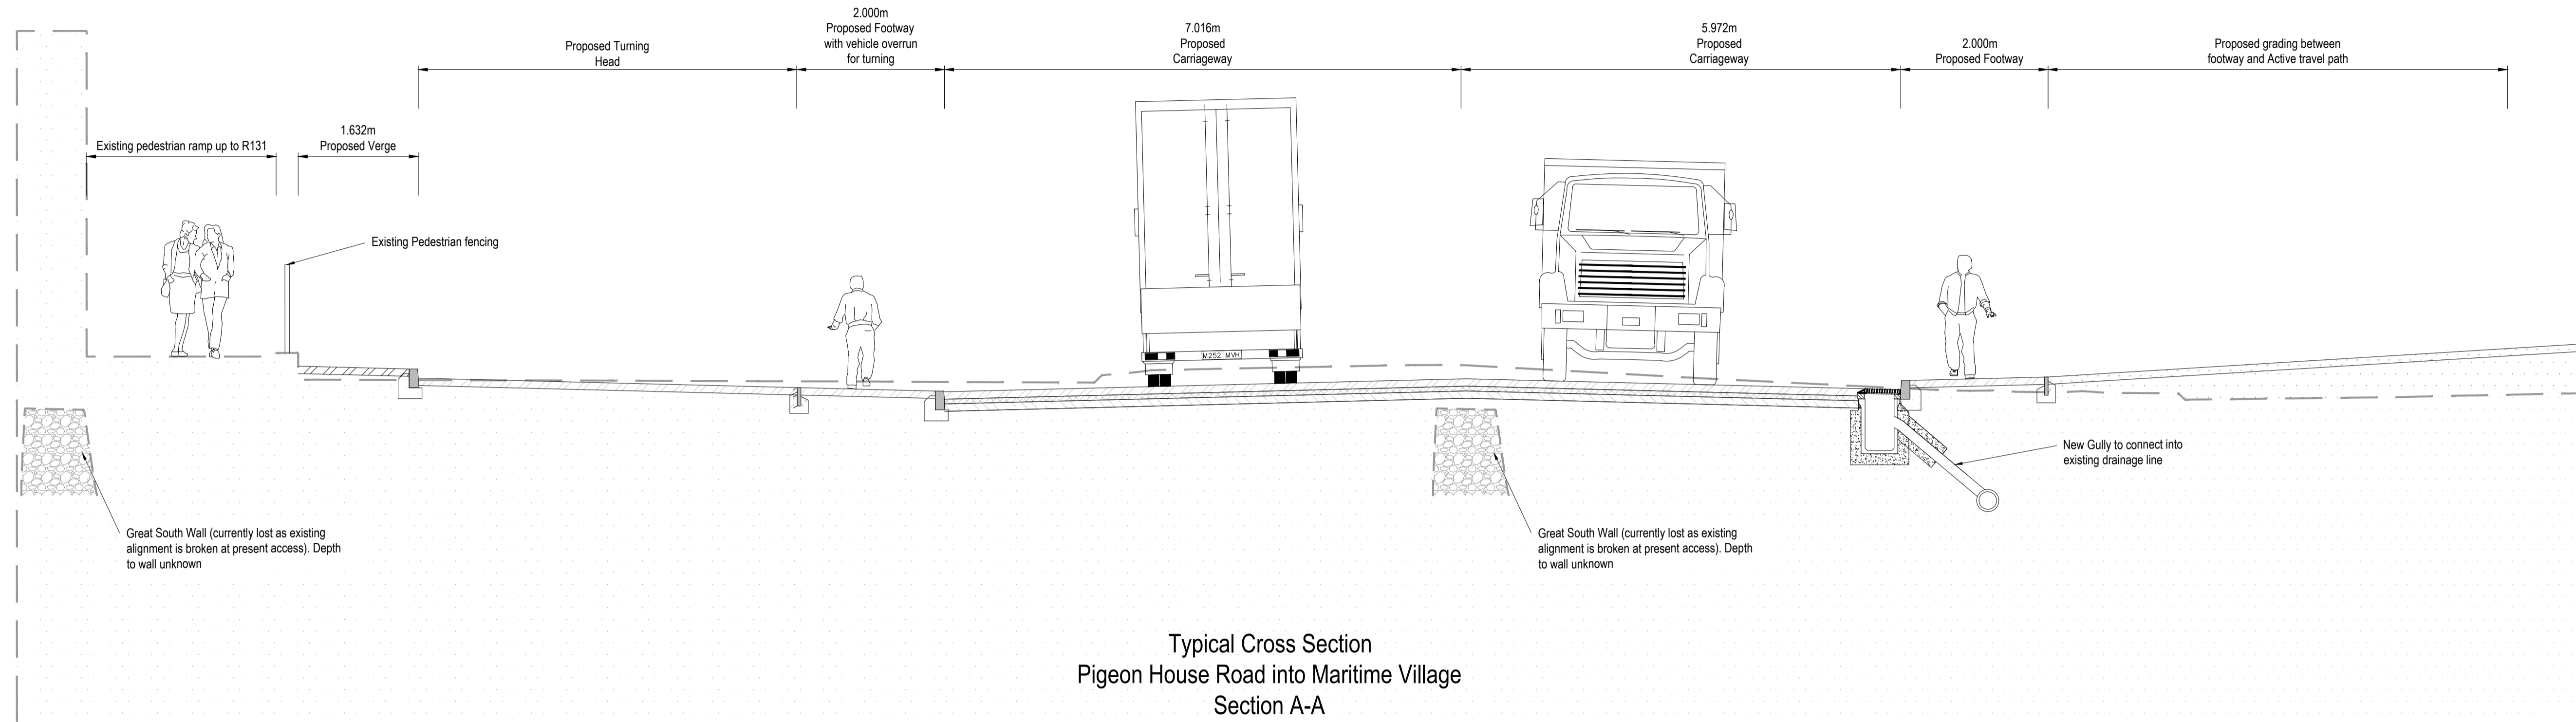 2.000m
Proposed Footway
with vehicle overrun
for turning
7.016m
Proposed
Carriageway
5.972m
Proposed
Carriageway
Proposed Turning
Head
2.000m
Proposed Footway
Proposed grading between
footway and Active travel path
Existing pedestrian ramp up to R131
1.632m
Proposed Verge
Existing Pedestrian fencing
M252 MVH
New Gully to connect into
existing drainage line
Great South Wall (currently lost as existing
alignment is broken at present access). Depth
to wall unknown
Great South Wall (currently lost as existing
alignment is broken at present access). Depth
to wall unknown
Typical Cross Section
Pigeon House Road into Maritime Village
Section A-A